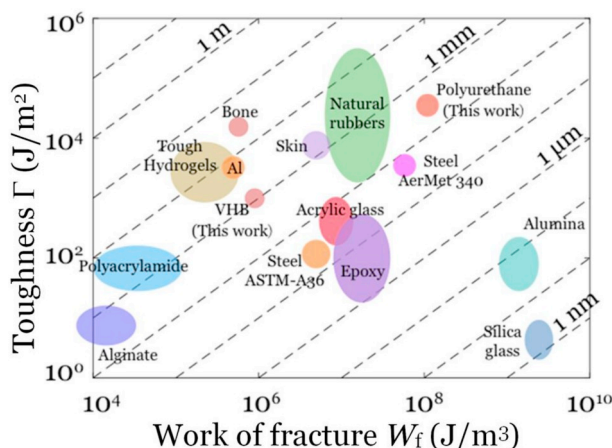 10⁶
10⁴
10²
10⁰
Toughness Γ (J/m²)
1 m
1 mm
1 μm
1 nm
Bone
Natural
rubbers
Polyurethane
(This work)
Tough
Hydrogels
Al
Skin
Steel
AerMet 340
VHB
(This work)
Acrylic glass
Alumina
Polyacrylamide
Steel
ASTM-A36
Epoxy
Alginate
Silica
glass
10⁴
10⁶
10⁸
10¹⁰
Work of fracture W_f (J/m³)